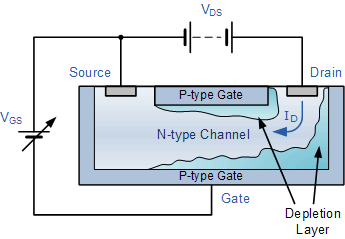 VDS
Source
Drain
P-type Gate
VGS
ID
N-type Channel
P-type Gate
Gate
Depletion
Layer